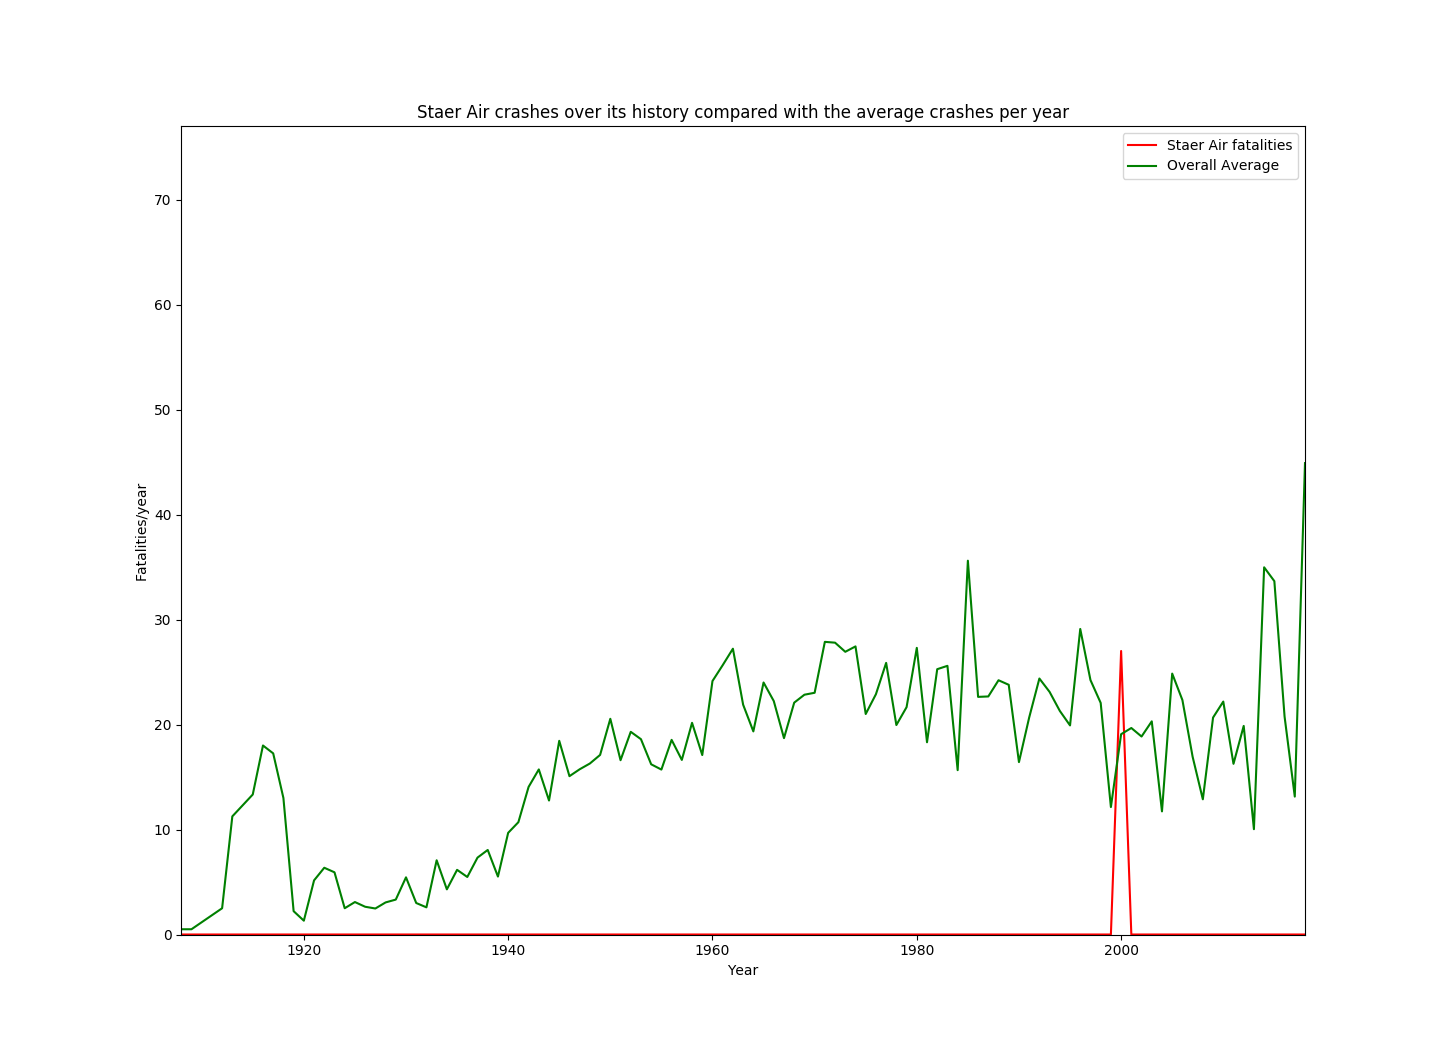 Staer Air crashes over its history compared with the average crashes per year
Staer Air fatalities
Overall Average
70
60
50
40
30
20
10
0
Fatalities/year
1920 1940 1960 1980 2000
Year